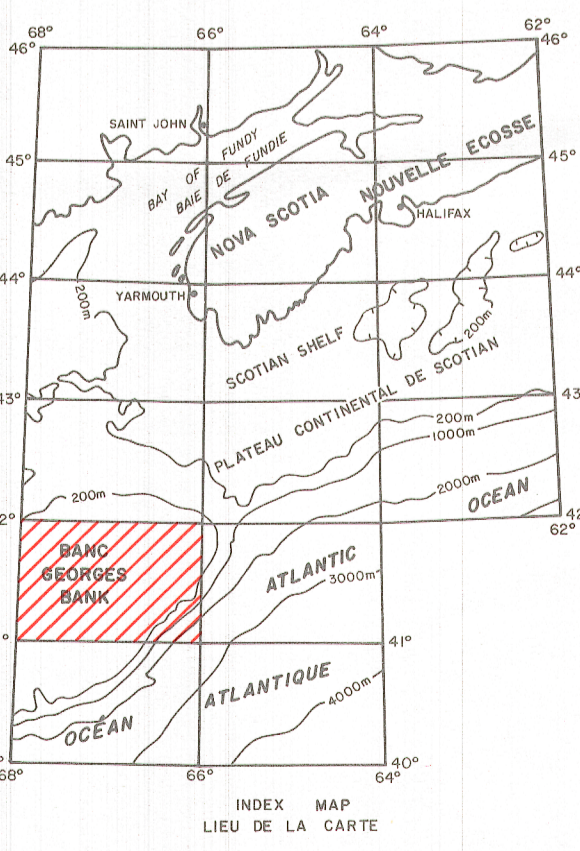 68°
66°
64°
62°
46°
46°
SAINT JOHN
BAY OF FUNDY
BAIE DE FUNDIE
NOVA SCOTIA
NOUVELLE ECOSSE
45°
45°
HALIFAX
44°
44°
200m
YARMOUTH
SCOTIAN SHELF
200m
PLATEAU CONTINENTAL DE SCOTIAN
43°
43
200m
1000m
2000m
OCEAN
200m
2°
42
62°
BANC
GEORGES
BANK
ATLANTIC
3000m
°
41°
ATLANTIQUE
4000m
OCÉAN
°
40°
68°
66°
64°
INDEX MAP
LIEU DE LA CARTE